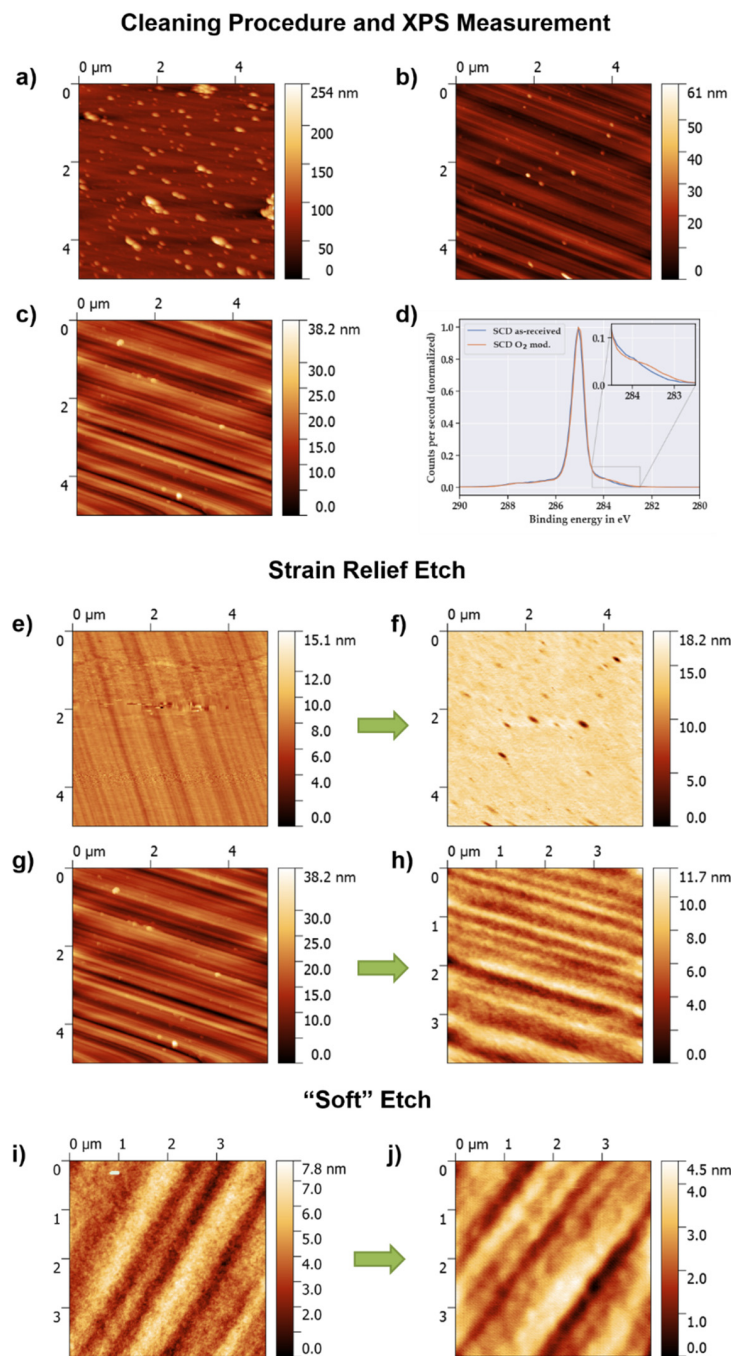 Cleaning Procedure and XPS Measurement
a)
0 µm 2 4
0
2
4
254 nm
200
150
100
50
0
b)
0 µm 2 4
0
2
4
61 nm
50
40
30
20
10
0
c)
0 µm 2 4
0
2
4
38.2 nm
30.0
25.0
20.0
15.0
10.0
0.0
d)
Counts per second (normalized)
1.0
0.8
0.6
0.4
0.2
0.0
SCD as-received
SCD O₂ mod.
0.1
0.0
284 283
290 288 286 284 282 280
Binding energy in eV
Strain Relief Etch
e)
0 µm 2 4
0
2
4
15.1 nm
12.0
10.0
8.0
6.0
4.0
0.0
f)
0 µm 2 4
0
2
4
18.2 nm
15.0
10.0
5.0
0.0
g)
0 µm 2 4
0
2
4
38.2 nm
30.0
25.0
20.0
15.0
10.0
0.0
h)
0 µm 1 2 3
0
1
2
3
11.7 nm
10.0
8.0
6.0
4.0
2.0
0.0
“Soft” Etch
i)
0 µm 1 2 3
0
1
2
3
7.8 nm
7.0
6.0
5.0
4.0
3.0
2.0
0.0
j)
0 µm 1 2 3
0
1
2
3
4.5 nm
4.0
3.0
2.0
1.0
0.0